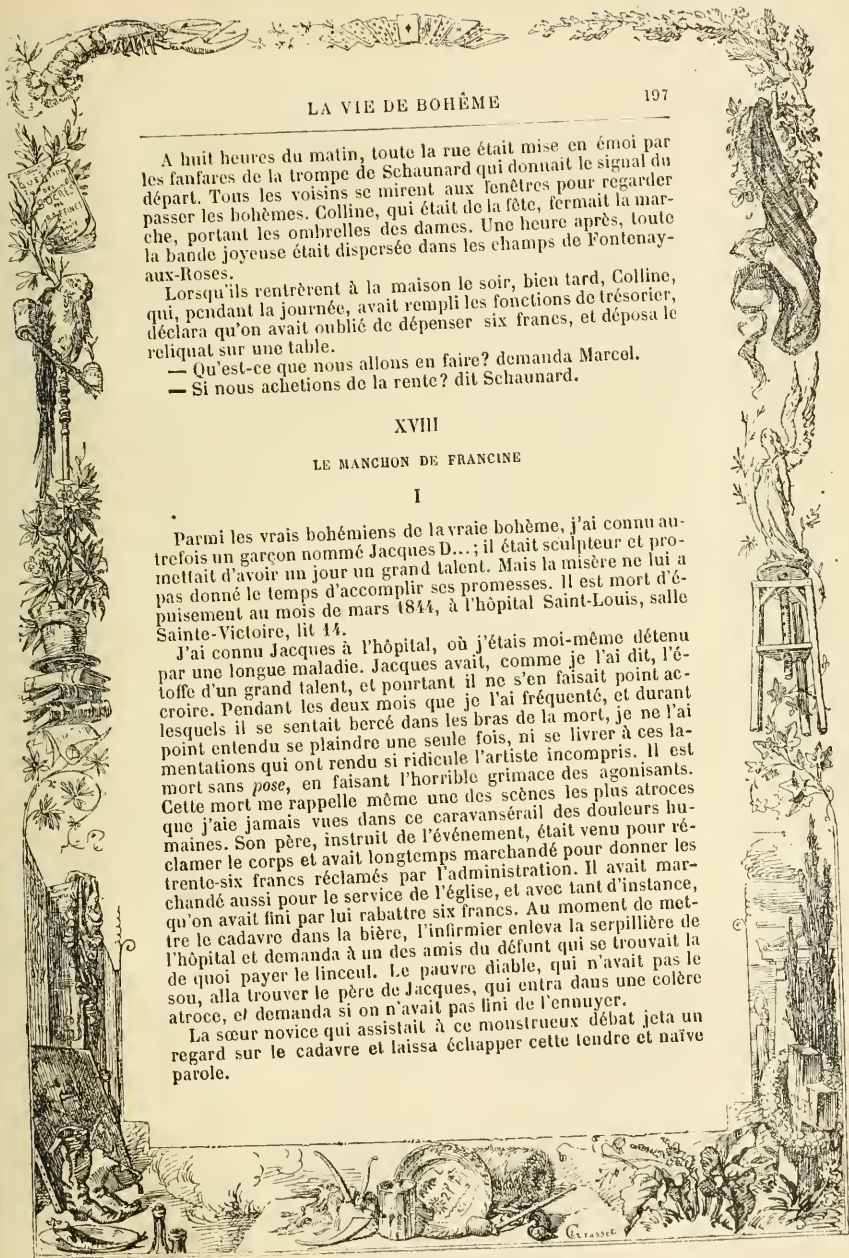 LA VIE DE BOHÊME 197
A huit heures du matin, toute la rue était mise en émoi par
les fanfares de la trompe de Schaunard qui donnait le signal du
départ. Tous les voisins se mirent aux fenêtres pour regarder
passer les bohèmes. Colline, qui était de la fête, fermait la mar-
che, portant les ombrelles des dames. Une heure après, toute
la bande joyeuse était dispersée dans les champs de Fontenay-
aux-Roses.
Lorsqu'ils rentrèrent à la maison le soir, bien tard, Colline,
qui, pendant la journée, avait rempli les fonctions de trésorier,
déclara qu'on avait oublié de dépenser six francs, et déposa le
reliquat sur une table.
— Qu'est-ce que nous allons en faire? demanda Marcel.
— Si nous achetions de la rente? dit Schaunard.
XVIII
LE MANCHON DE FRANCINE
I
Parmi les vrais bohémiens de la vraie bohème, j'ai connu au-
trefois un garçon nommé Jacques D...; il était sculpteur et pro-
mettait d'avoir un jour un grand talent. Mais la misère ne lui a
pas donné le temps d'accomplir ses promesses. Il est mort d'é-
puisement au mois de mars 1844, à l'hôpital Saint-Louis, salle
Sainte-Victoire, lit 14.
J'ai connu Jacques à l'hôpital, où j'étais moi-même détenu
par une longue maladie. Jacques avait, comme je l'ai dit, l'é-
toffe d'un grand talent, et pourtant il ne s'en faisait point ac-
croire. Pendant les deux mois que je l'ai fréquenté, et durant
lesquels il se sentait bercé dans les bras de la mort, je ne l'ai
point entendu se plaindre une seule fois, ni se livrer à ces la-
mentations qui ont rendu si ridicule l'artiste incompris. Il est
mort sans pose, en faisant l'horrible grimace des agonisants.
Cette mort me rappelle même une des scènes les plus atroces
que j'aie jamais vues dans ce caravansérail des douleurs hu-
maines. Son père, instruit de l'événement, était venu pour ré-
clamer le corps et avait longtemps marchandé pour donner les
trente-six francs réclamés par l'administration. Il avait mar-
chandé aussi pour le service de l'église, et avec tant d'instance,
qu'on avait fini par lui rabattre six francs. Au moment de met-
tre le cadavre dans la bière, l'infirmier enleva la serpillière de
l'hôpital et demanda à un des amis du défunt qui se trouvait là
de quoi payer le linceul. Le pauvre diable, qui n'avait pas le
sou, alla trouver le père de Jacques, qui entra dans une colère
atroce, et demanda si on n'avait pas fini de l'ennuyer.
La sœur novice qui assistait à ce monstrueux débat jeta un
regard sur le cadavre et laissa échapper cette tendre et naïve
parole.